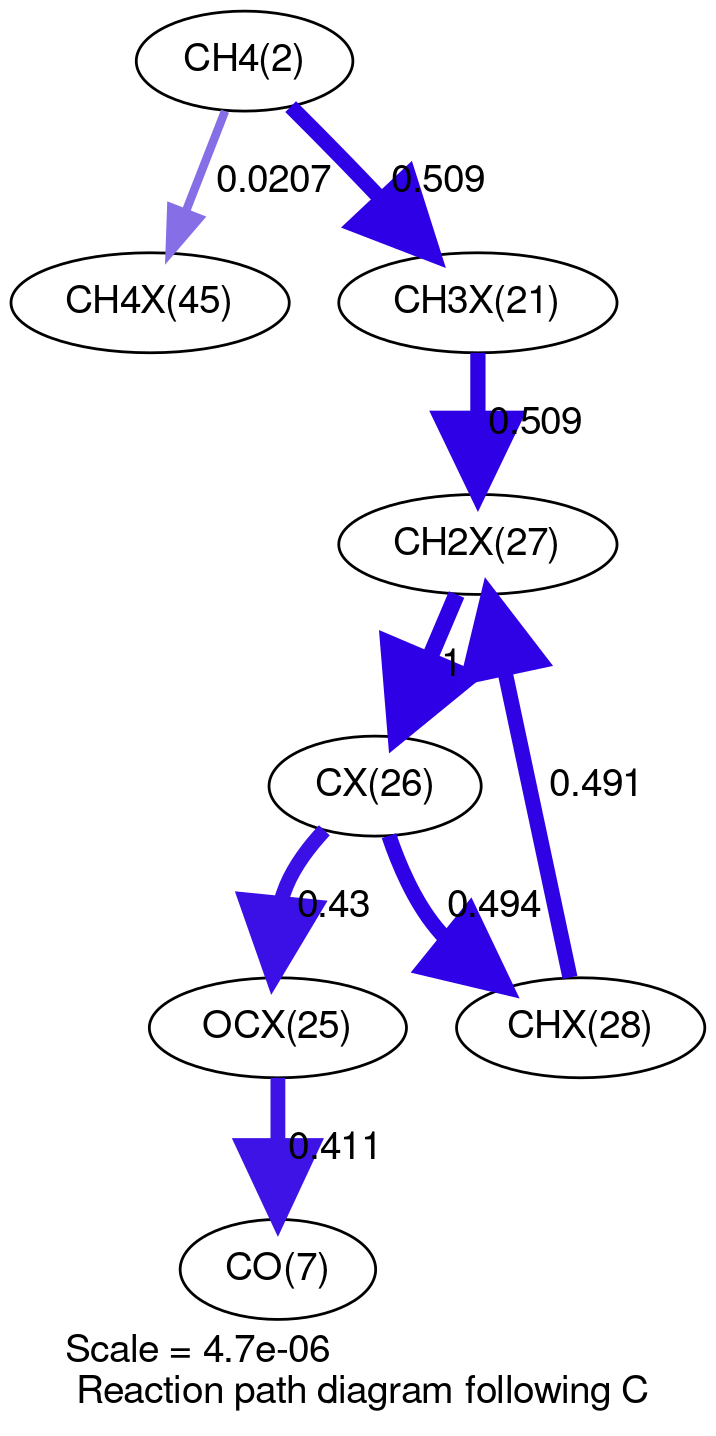 CH4(2)
0.0207
0.509
CH4X(45)
CH3X(21)
0.509
CH2X(27)
1
CX(26)
0.491
0.43
0.494
OCX(25)
CHX(28)
0.411
CO(7)
Scale = 4.7e-06
Reaction path diagram following C